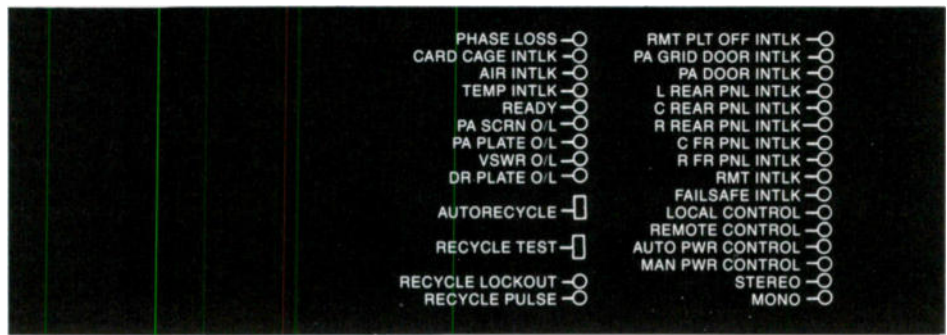 PHASE LOSS
CARD CAGE INTLK
AIR INTLK
TEMP INTLK
READY
PA SCRN O/L
PA PLATE O/L
VSWR O/L
DR PLATE O/L
AUTORECYCLE
RECYCLE TEST
RECYCLE LOCKOUT
RECYCLE PULSE
RMT PLT OFF INTLK
PA GRID DOOR INTLK
PA DOOR INTLK
L REAR PNL INTLK
C REAR PNL INTLK
R REAR PNL INTLK
C FR PNL INTLK
R FR PNL INTLK
RMT INTLK
FAILSAFE INTLK
LOCAL CONTROL
REMOTE CONTROL
AUTO PWR CONTROL
MAN PWR CONTROL
STEREO
MONO